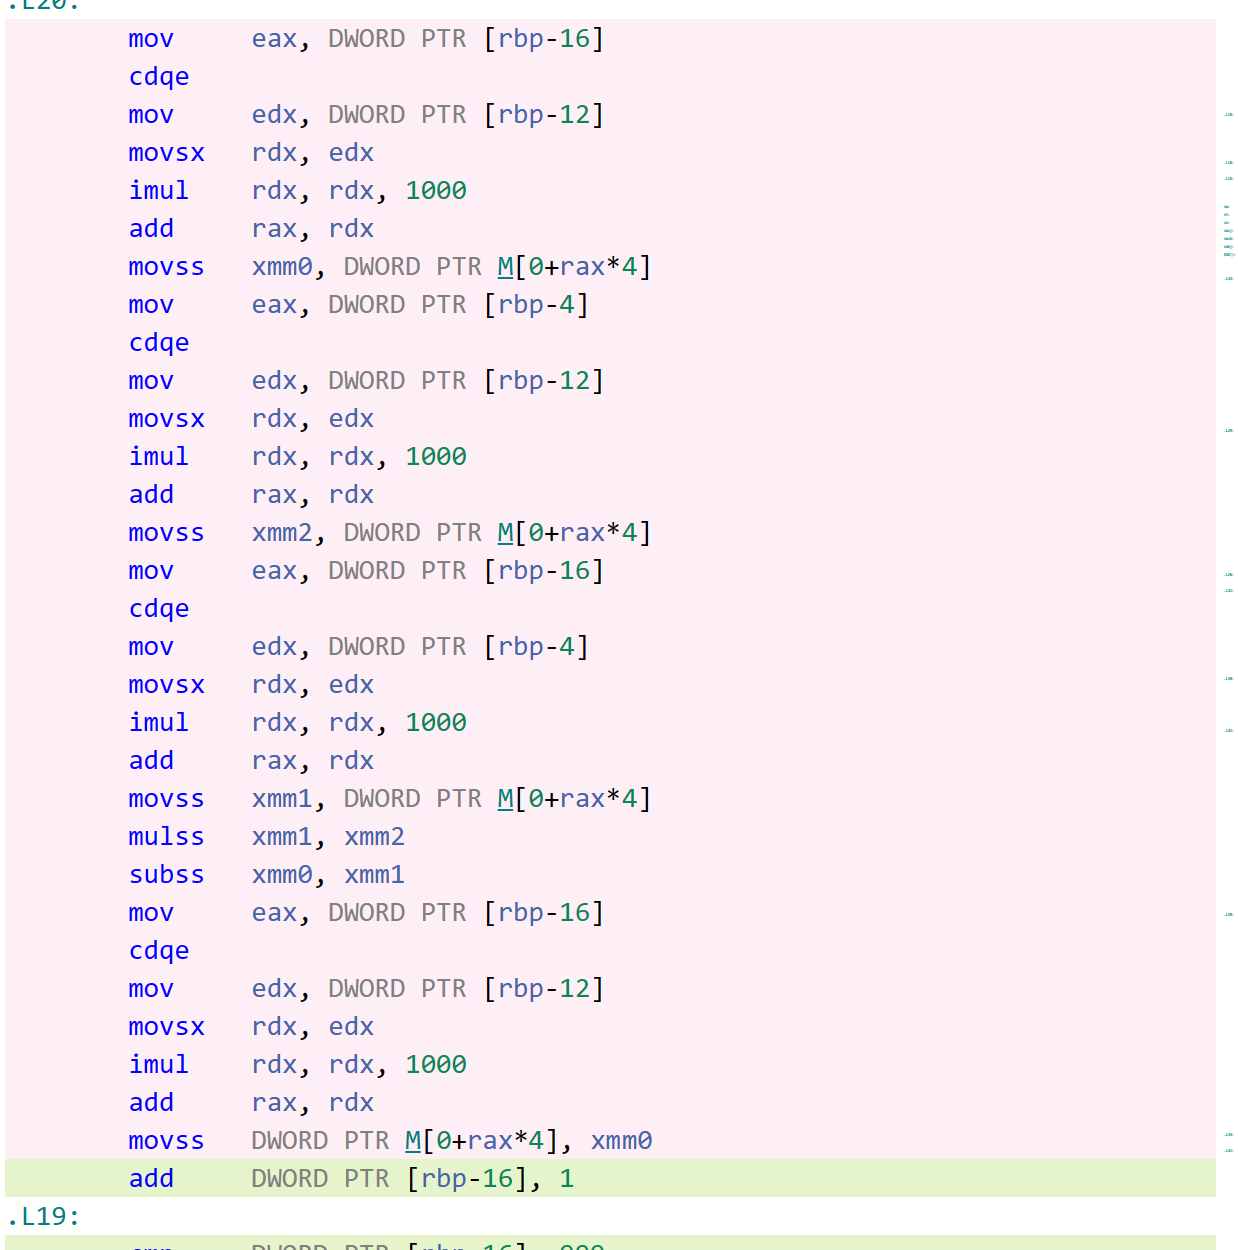 .L20:
mov eax, DWORD PTR [rbp-16]
cdqe
mov edx, DWORD PTR [rbp-12]
movsx rdx, edx
imul rdx, rdx, 1000
add rax, rdx
movss xmm0, DWORD PTR M[0+rax*4]
mov eax, DWORD PTR [rbp-4]
cdqe
mov edx, DWORD PTR [rbp-12]
movsx rdx, edx
imul rdx, rdx, 1000
add rax, rdx
movss xmm2, DWORD PTR M[0+rax*4]
mov eax, DWORD PTR [rbp-16]
cdqe
mov edx, DWORD PTR [rbp-4]
movsx rdx, edx
imul rdx, rdx, 1000
add rax, rdx
movss xmm1, DWORD PTR M[0+rax*4]
mulss xmm1, xmm2
subss xmm0, xmm1
mov eax, DWORD PTR [rbp-16]
cdqe
mov edx, DWORD PTR [rbp-12]
movsx rdx, edx
imul rdx, rdx, 1000
add rax, rdx
movss DWORD PTR M[0+rax*4], xmm0
add DWORD PTR [rbp-16], 1
.L19:
DWORD PTR [rbp-16],